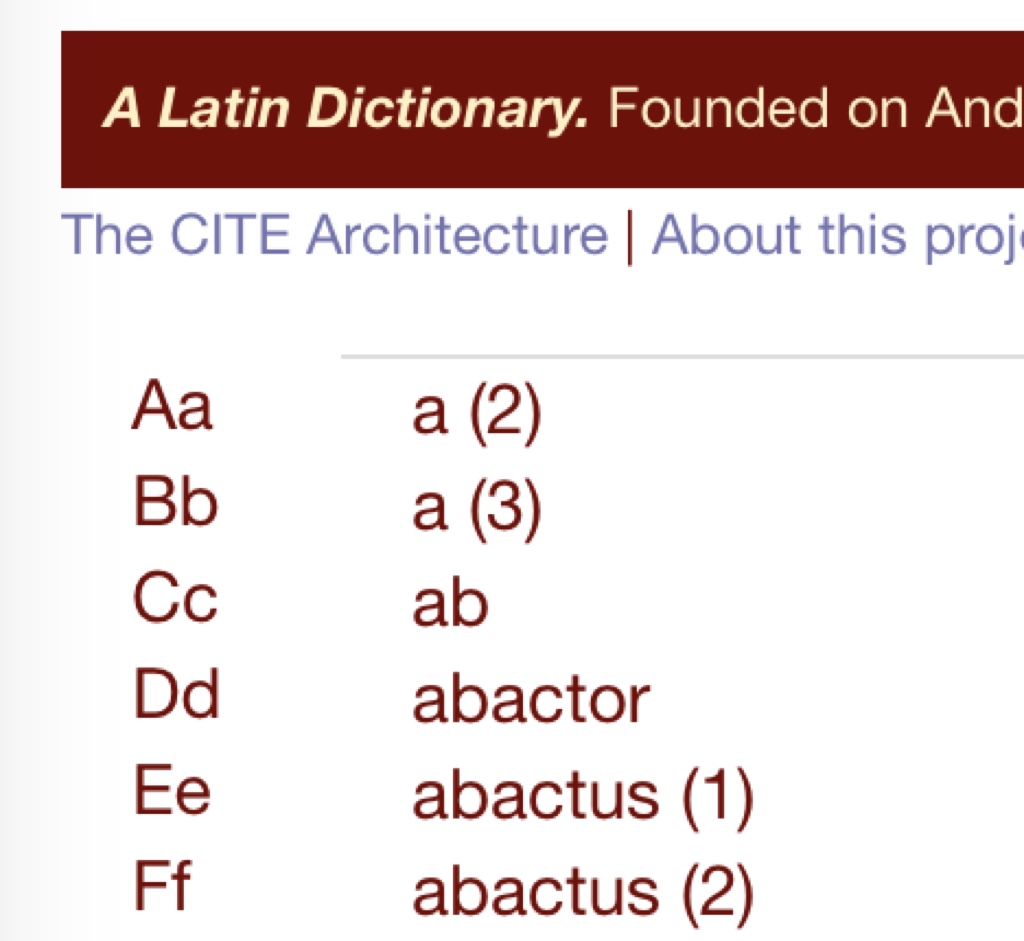 A Latin Dictionary. Founded on And
The CITE Architecture | About this proj
Aa a (2)
Bb a (3)
Cc ab
Dd abactor
Ee abactus (1)
Ff abactus (2)